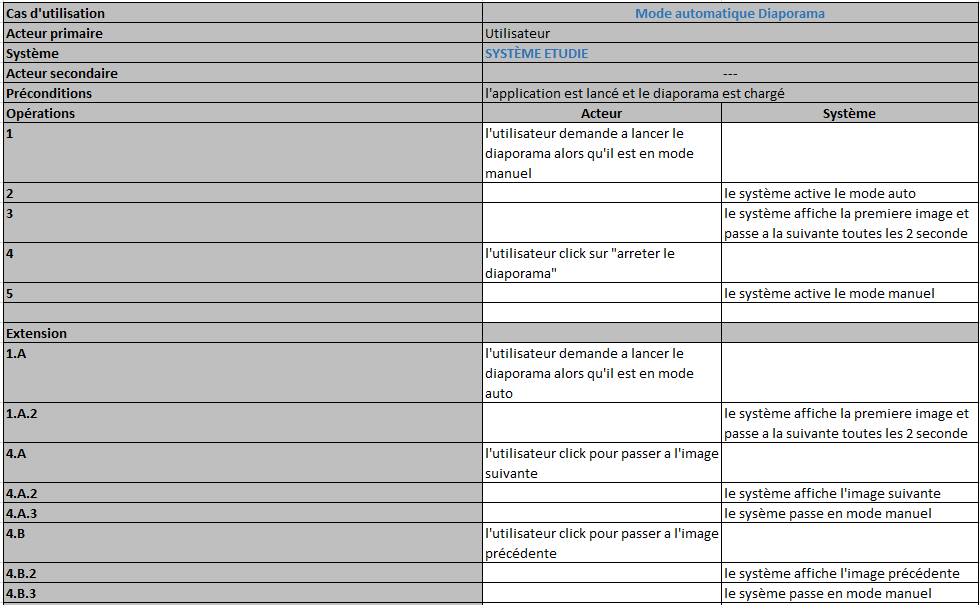 Cas d'utilisation Mode automatique Diaporama
Acteur primaire Utilisateur
Système SYSTÈME ETUDIE
Acteur secondaire ---
Préconditions l'application est lancé et le diaporama est chargé
Opérations Acteur Système
1 l'utilisateur demande a lancer le
diaporama alors qu'il est en mode
manuel
2 le système active le mode auto
3 le système affiche la premiere image et
passe a la suivante toutes les 2 seconde
4 l'utilisateur click sur "arreter le
diaporama"
5 le système active le mode manuel
Extension
1.A l'utilisateur demande a lancer le
diaporama alors qu'il est en mode
auto
1.A.2 le système affiche la premiere image et
passe a la suivante toutes les 2 seconde
4.A l'utilisateur click pour passer a l'image
suivante
4.A.2 le système affiche l'image suivante
4.A.3 le sysème passe en mode manuel
4.B l'utilisateur click pour passer a l'image
précédente
4.B.2 le système affiche l'image précédente
4.B.3 le sysème passe en mode manuel